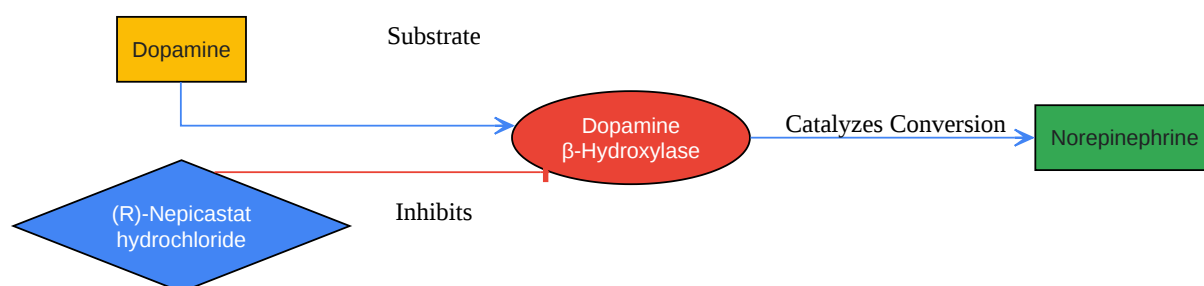 Dopamine
Substrate
Dopamine
β-Hydroxylase
Catalyzes Conversion
Norepinephrine
(R)-Nepicastat
hydrochloride
Inhibits